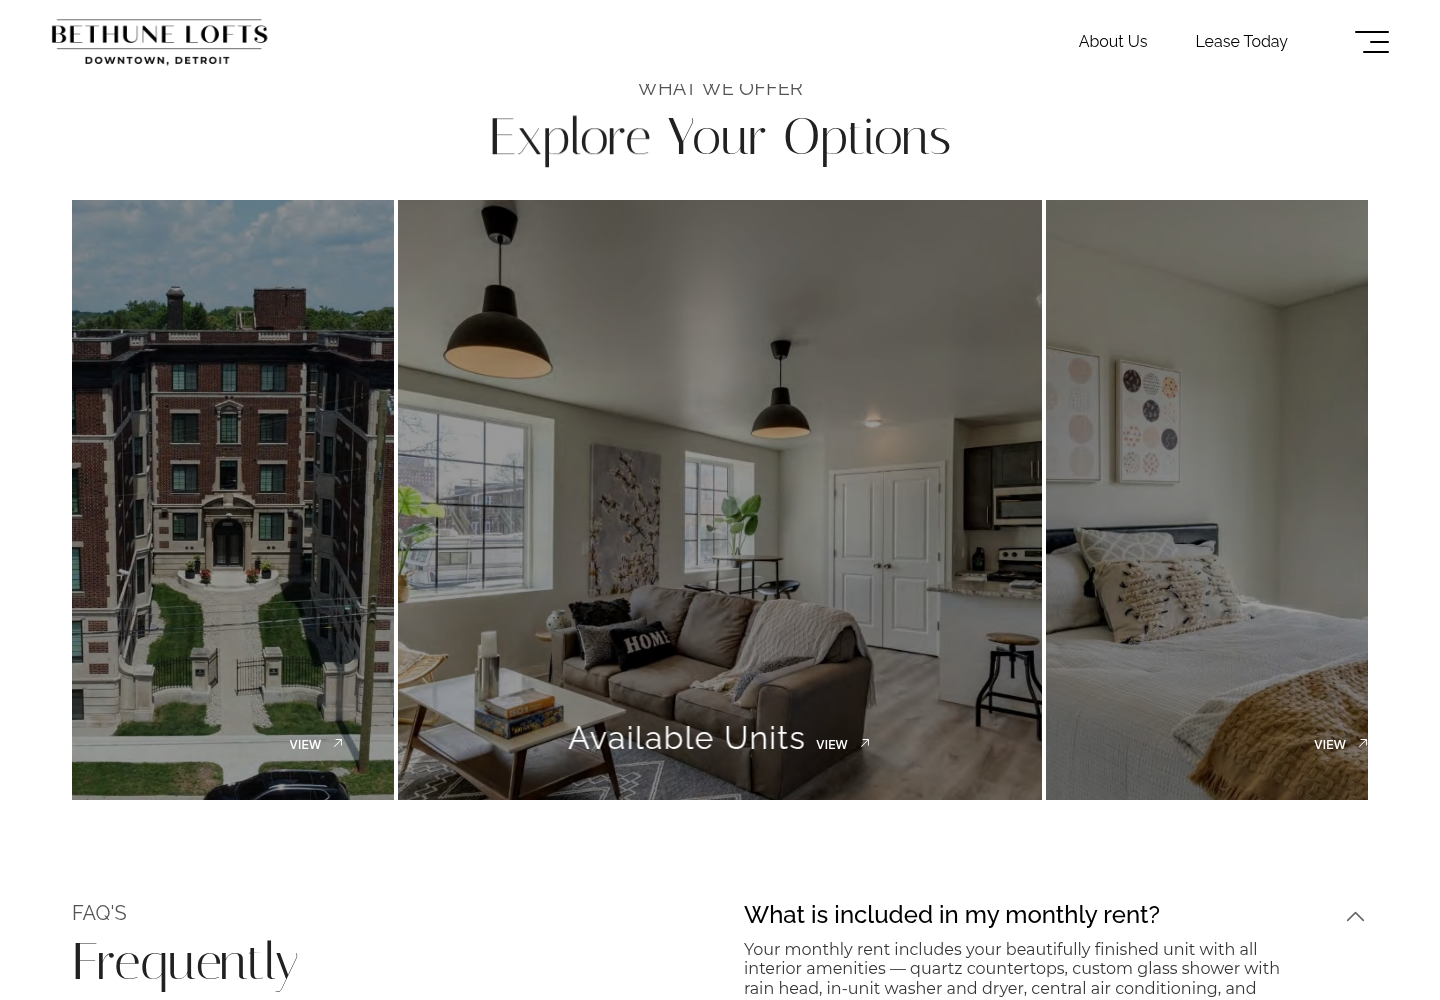 BETHUNE LOFTS
DOWNTOWN, DETROIT
About Us
Lease Today
WHAT WE OFFER
Explore Your Options
HOME
VIEW
Available Units VIEW
VIEW
FAQ'S
Frequently
What is included in my monthly rent?
Your monthly rent includes your beautifully finished unit with all
interior amenities — quartz countertops, custom glass shower with
rain head, in-unit washer and dryer, central air conditioning, and